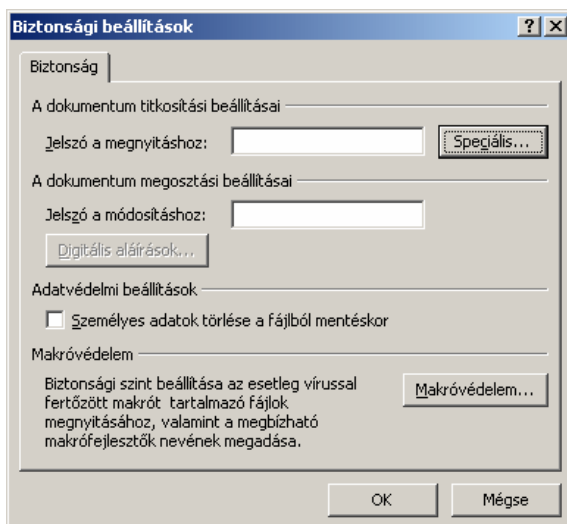 Biztonsági beállítások
Biztonság
A dokumentum titkosítási beállításai
Jelszó a megnyitáshoz:
Speciális...
A dokumentum megosztási beállításai
Jelszó a módosításhoz:
Digitális aláírások...
Adatvédelmi beállítások
Személyes adatok törlése a fájlból mentéskor
Makróvédelem
Biztonsági szint beállítása az esetleg vírussal
fertőzött makrót tartalmazó fájlok
megnyitásához, valamint a megbízható
makrófejlesztők nevének megadása.
Makróvédelem...
OK
Mégse